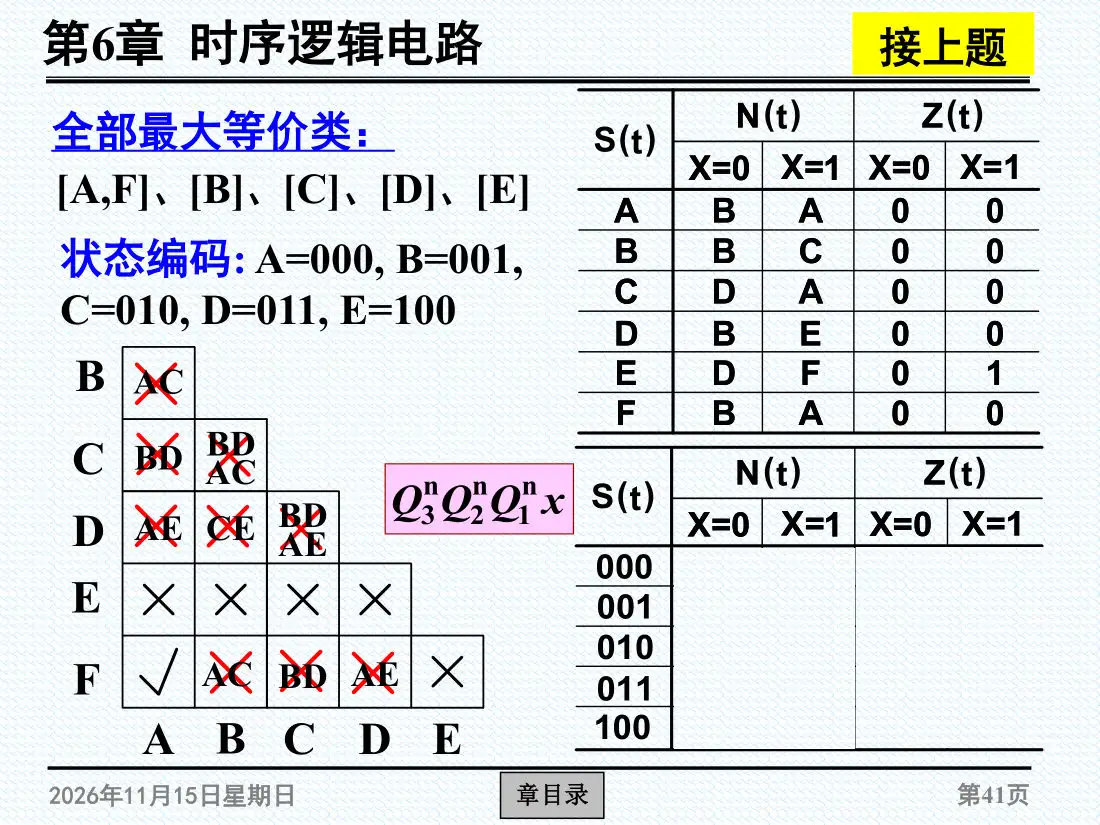 第6章 时序逻辑电路
接上题
全部最大等价类：
[A,F]、[B]、[C]、[D]、[E]
状态编码: A=000, B=001,
C=010, D=011, E=100
B AC
C BD BD AC
D AE CE BD AE
E × × × ×
F √ AC BD AE ×
A B C D E
Q₃ⁿQ₂ⁿQ₁ⁿx
S(t) N(t) Z(t)
X=0 X=1 X=0 X=1
A B A 0 0
B B C 0 0
C D A 0 0
D B E 0 0
E D F 0 1
F B A 0 0
S(t) N(t) Z(t)
X=0 X=1 X=0 X=1
000
001
010
011
100
2026年11月15日星期日
章目录
第41页